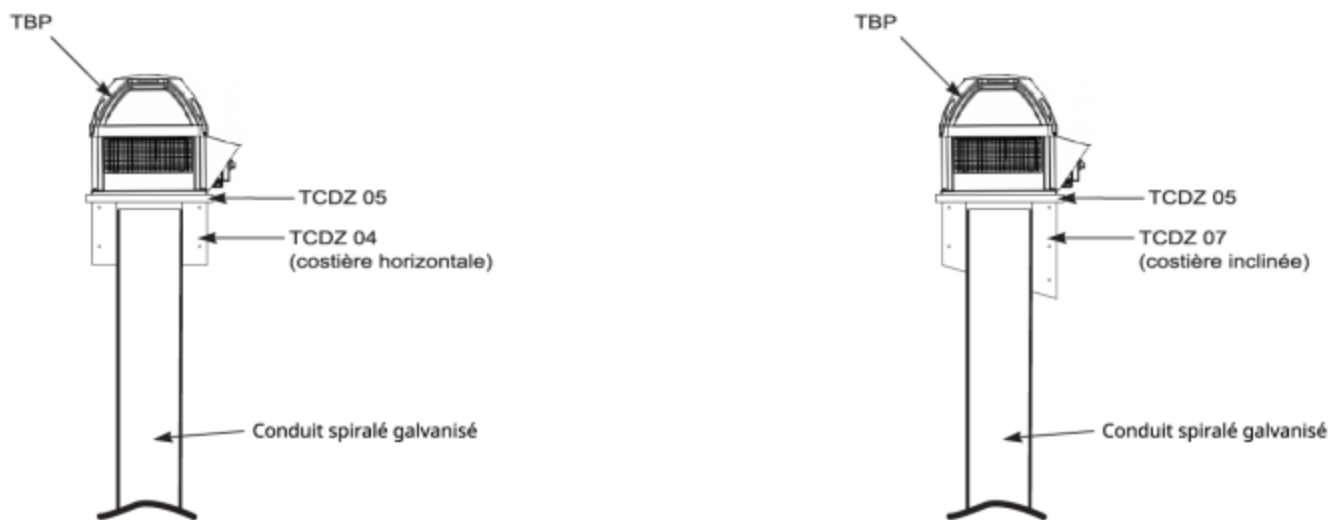 TBP
TCDZ 05
TCDZ 04
(costière horizontale)
Conduit spiralé galvanisé
TBP
TCDZ 05
TCDZ 07
(costière inclinée)
Conduit spiralé galvanisé